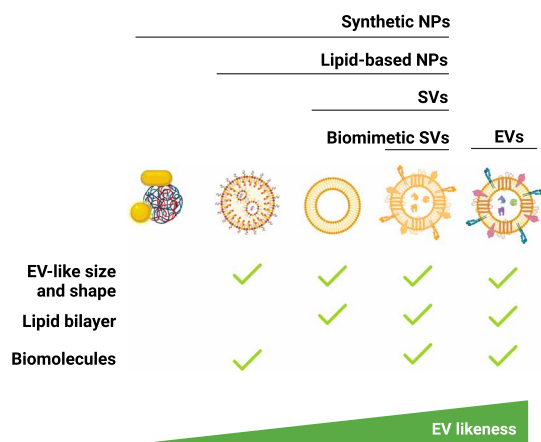 Synthetic NPs
Lipid-based NPs
SVs
Biomimetic SVs
EVs
EV-like size
and shape
Lipid bilayer
Biomolecules
EV likeness